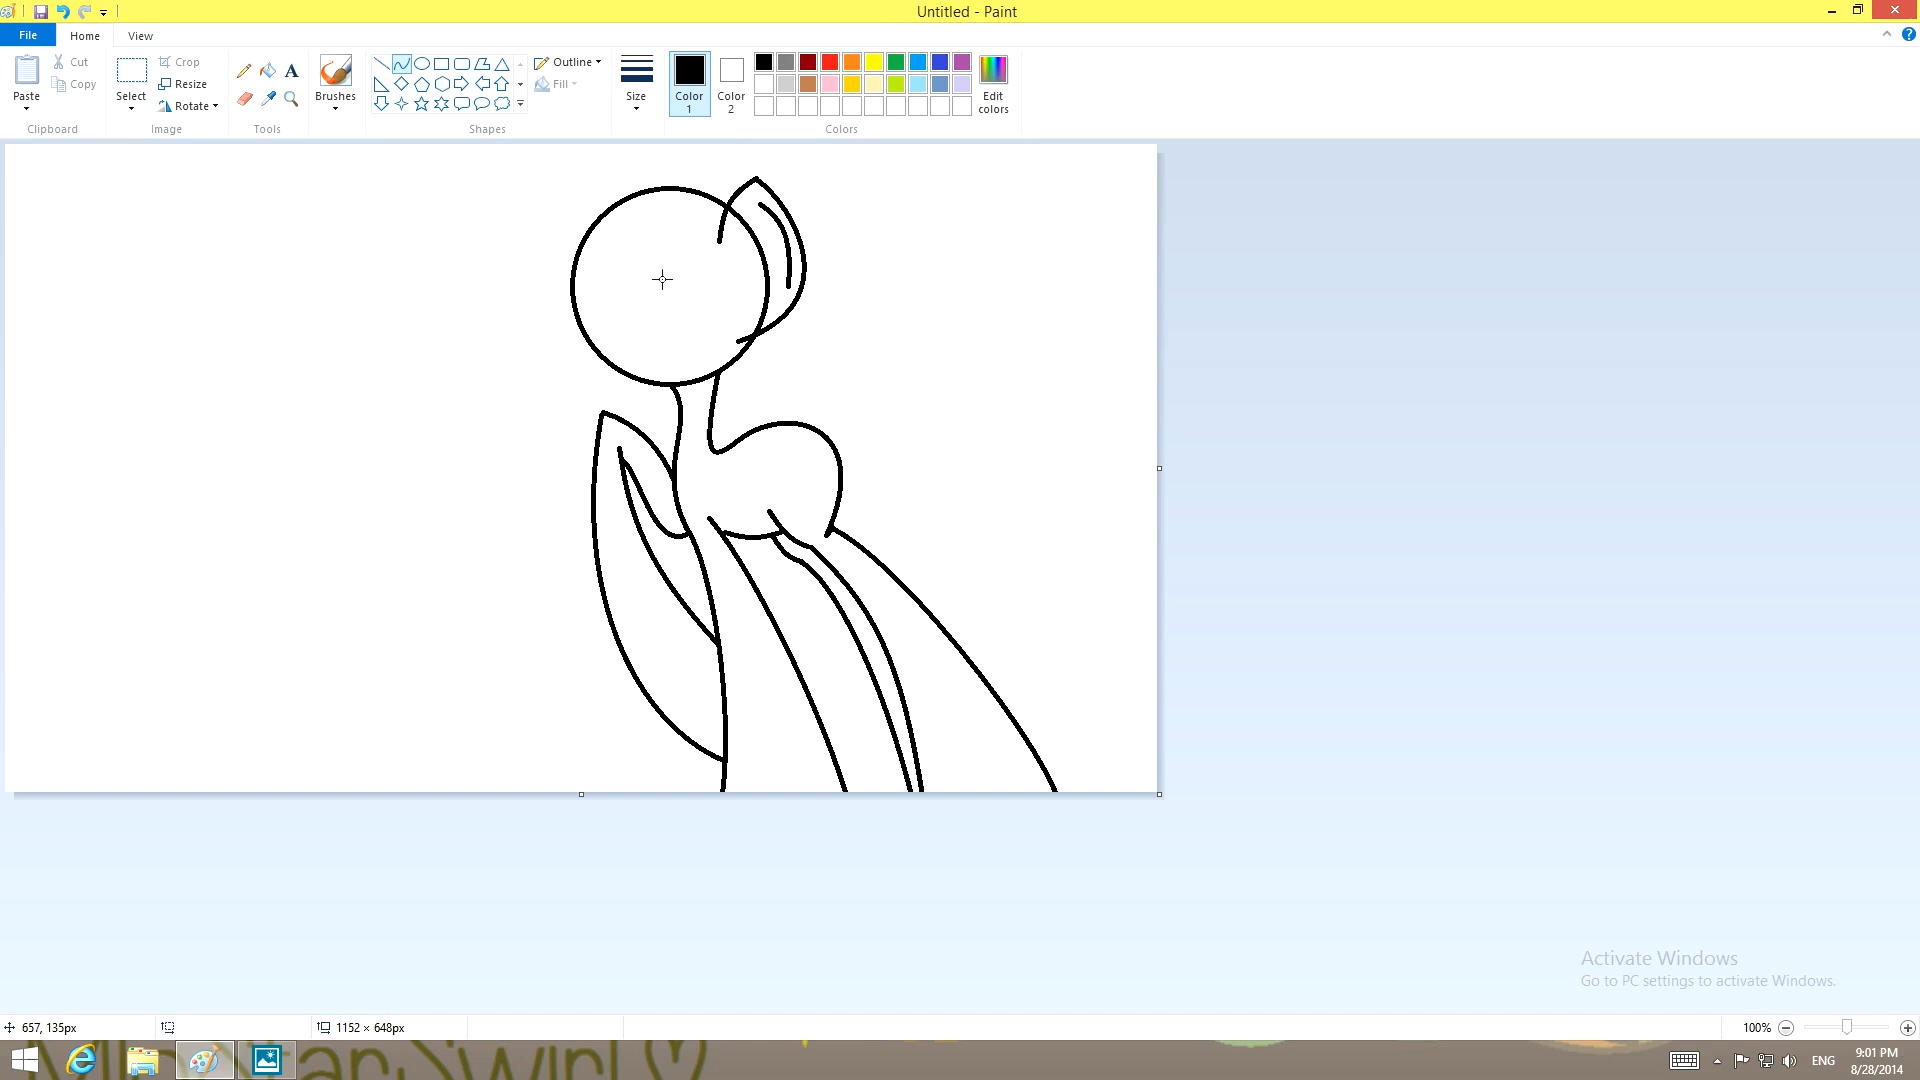 Untitled - Paint
File
Home
View
Paste
Cut
Copy
Clipboard
Select
Crop
Resize
Rotate
Image
Tools
Brushes
Outline
Fill
Shapes
Size
Color 1
Color 2
Edit colors
Colors
Activate Windows
Go to PC settings to activate Windows.
657, 135px
1152 × 648px
100%
ENG
9:01 PM
8/28/2014